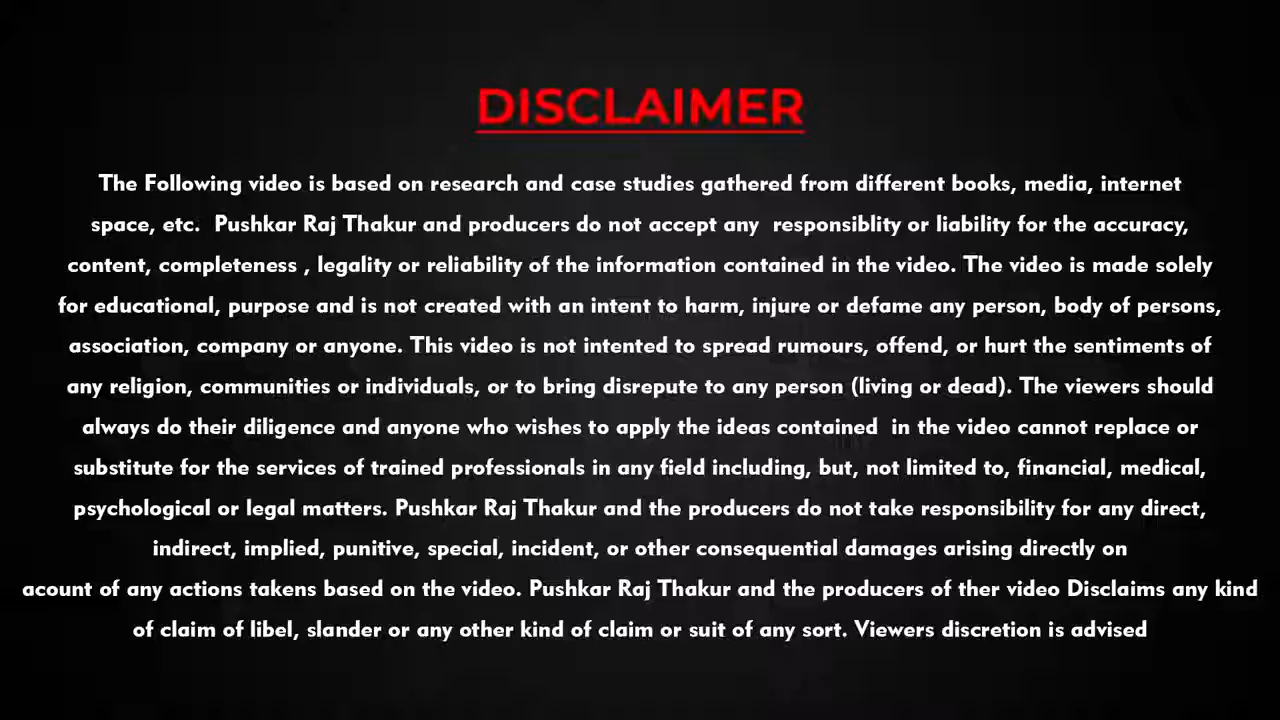 DISCLAIMER
The Following video is based on research and case studies gathered from different books, media, internet
space, etc.  Pushkar Raj Thakur and producers do not accept any  responsiblity or liability for the accuracy,
content, completeness , legality or reliability of the information contained in the video. The video is made solely
for educational, purpose and is not created with an intent to harm, injure or defame any person, body of persons,
association, company or anyone. This video is not intented to spread rumours, offend, or hurt the sentiments of
any religion, communities or individuals, or to bring disrepute to any person (living or dead). The viewers should
always do their diligence and anyone who wishes to apply the ideas contained  in the video cannot replace or
substitute for the services of trained professionals in any field including, but, not limited to, financial, medical,
psychological or legal matters. Pushkar Raj Thakur and the producers do not take responsibility for any direct,
indirect, implied, punitive, special, incident, or other consequential damages arising directly on
acount of any actions takens based on the video. Pushkar Raj Thakur and the producers of ther video Disclaims any kind
of claim of libel, slander or any other kind of claim or suit of any sort. Viewers discretion is advised